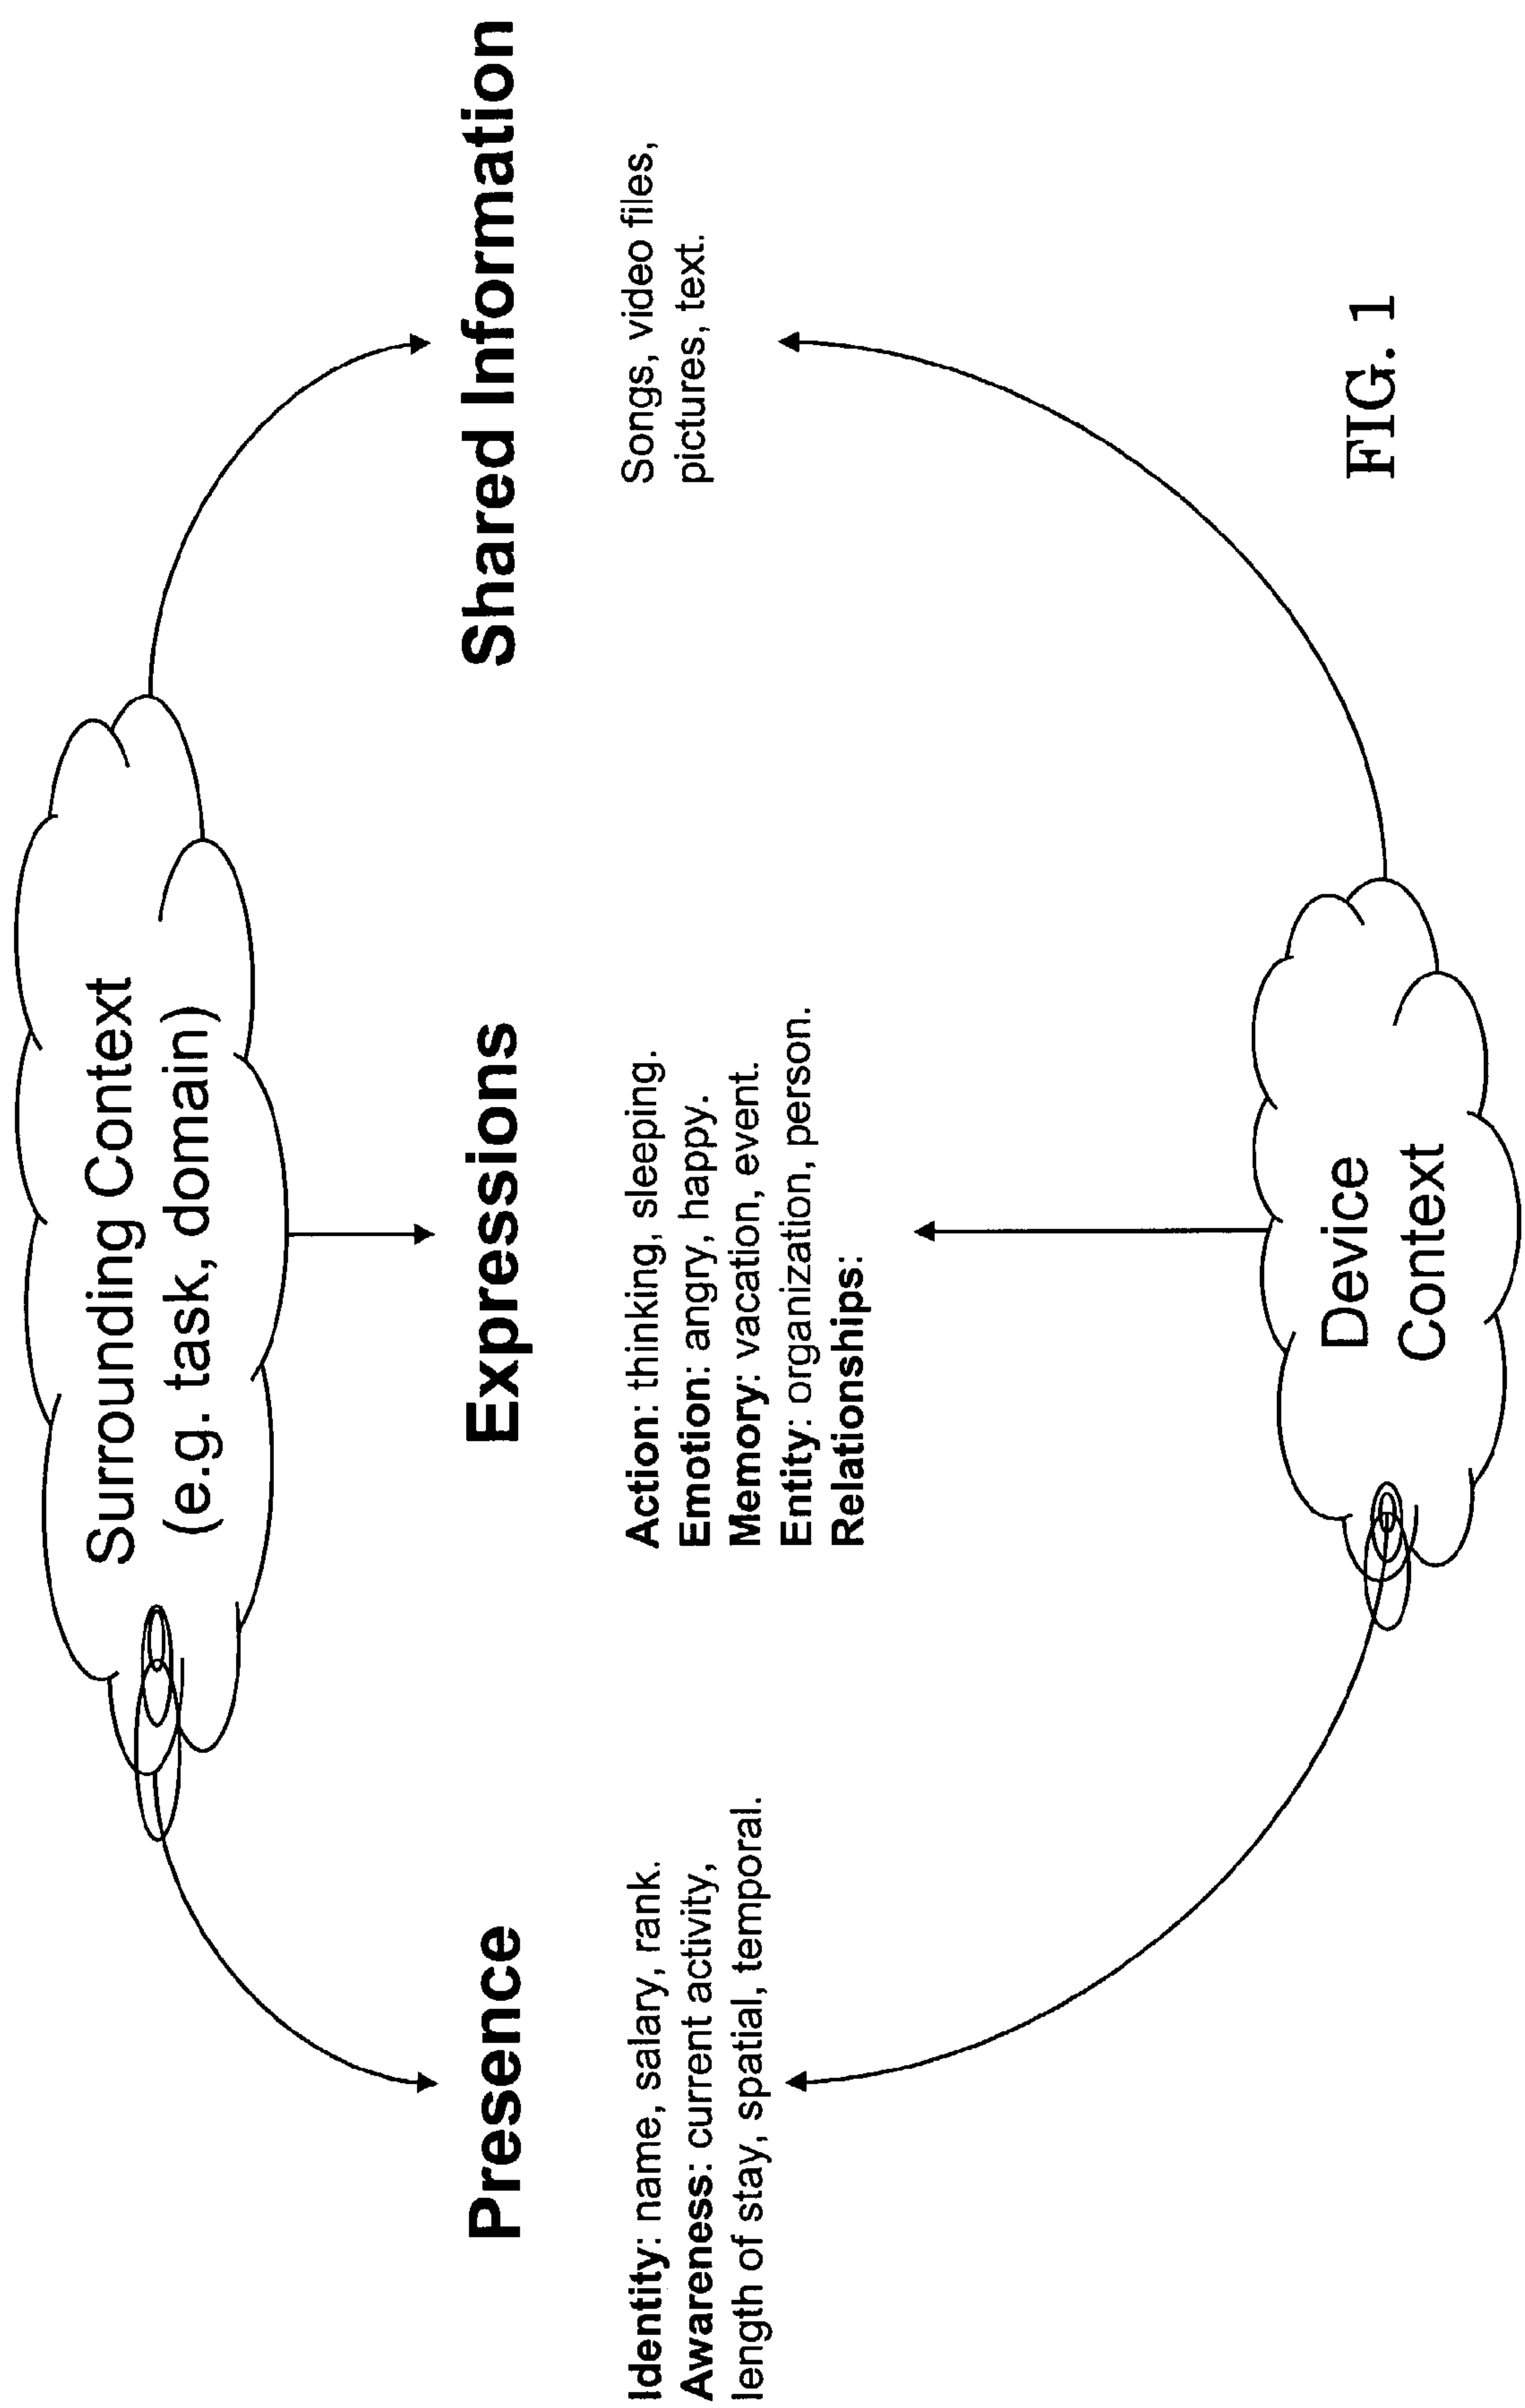 Surrounding Context
(e.g. task, domain)
Presence
Identity: name, salary, rank.
Awareness: current activity,
length of stay, spatial, temporal.
Expressions
Action: thinking, sleeping.
Emotion: angry, happy.
Memory: vacation, event.
Entity: organization, person.
Relationships:
Shared Information
Songs, video files,
pictures, text.
Device
Context
FIG. 1